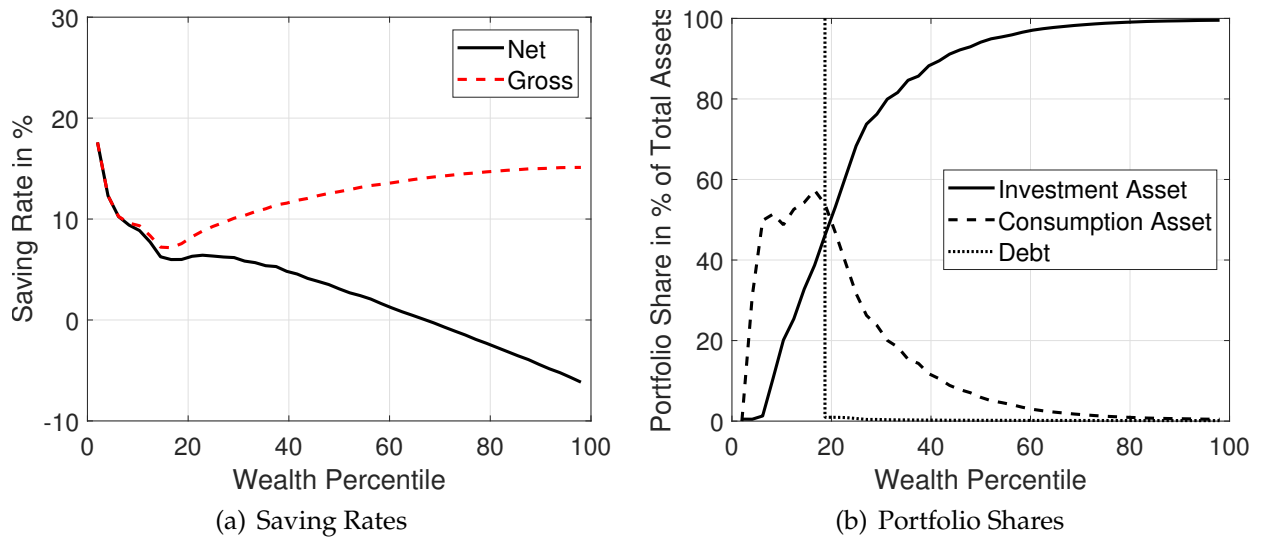 30
20
10
0
-10
Saving Rate in %
Net
Gross
0
20
40
60
80
100
Wealth Percentile
(a) Saving Rates
100
80
60
40
20
0
Portfolio Share in % of Total Assets
Investment Asset
Consumption Asset
Debt
0
20
40
60
80
100
Wealth Percentile
(b) Portfolio Shares